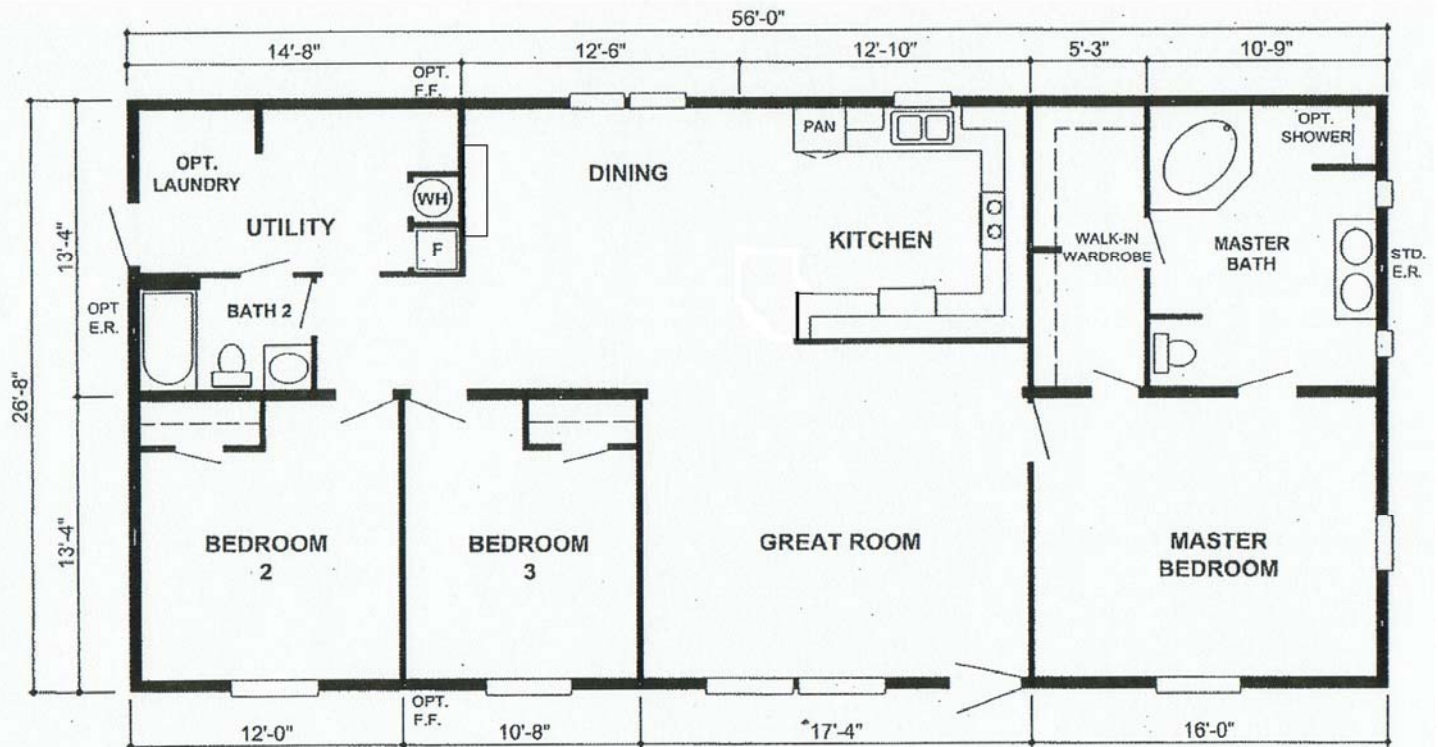 56'-0"
14'-8"
12'-6"
12'-10"
5'-3"
10'-9"
OPT.
F.F.
PAN
OPT.
SHOWER
OPT.
LAUNDRY
DINING
WH
UTILITY
F
KITCHEN
WALK-IN
WARDROBE
MASTER
BATH
STD.
E.R.
13'-4"
OPT
E.R.
BATH 2
26'-8"
13'-4"
BEDROOM
2
BEDROOM
3
GREAT ROOM
MASTER
BEDROOM
OPT.
F.F.
12'-0"
10'-8"
17'-4"
16'-0"